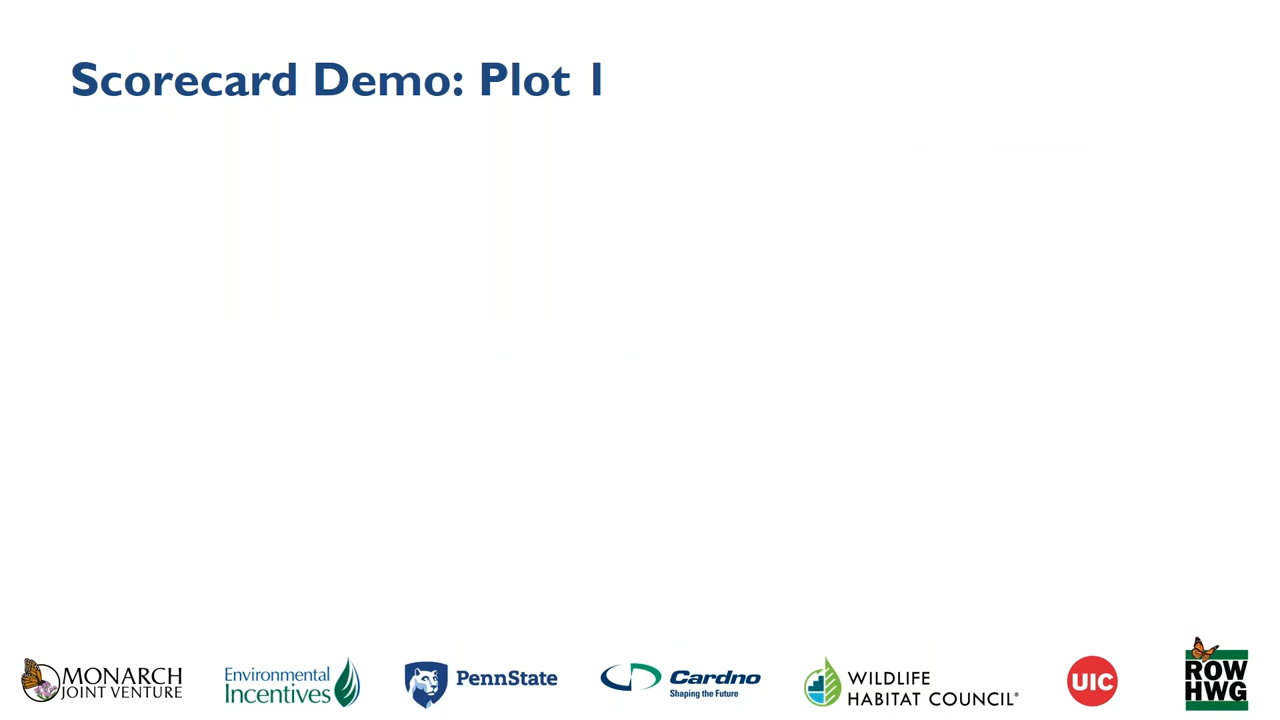 Scorecard Demo: Plot 1
MONARCH
JOINT VENTURE
Environmental
Incentives
PennState
Cardno
Shaping the Future
WILDLIFE
HABITAT COUNCIL®
UIC
ROW
HWG